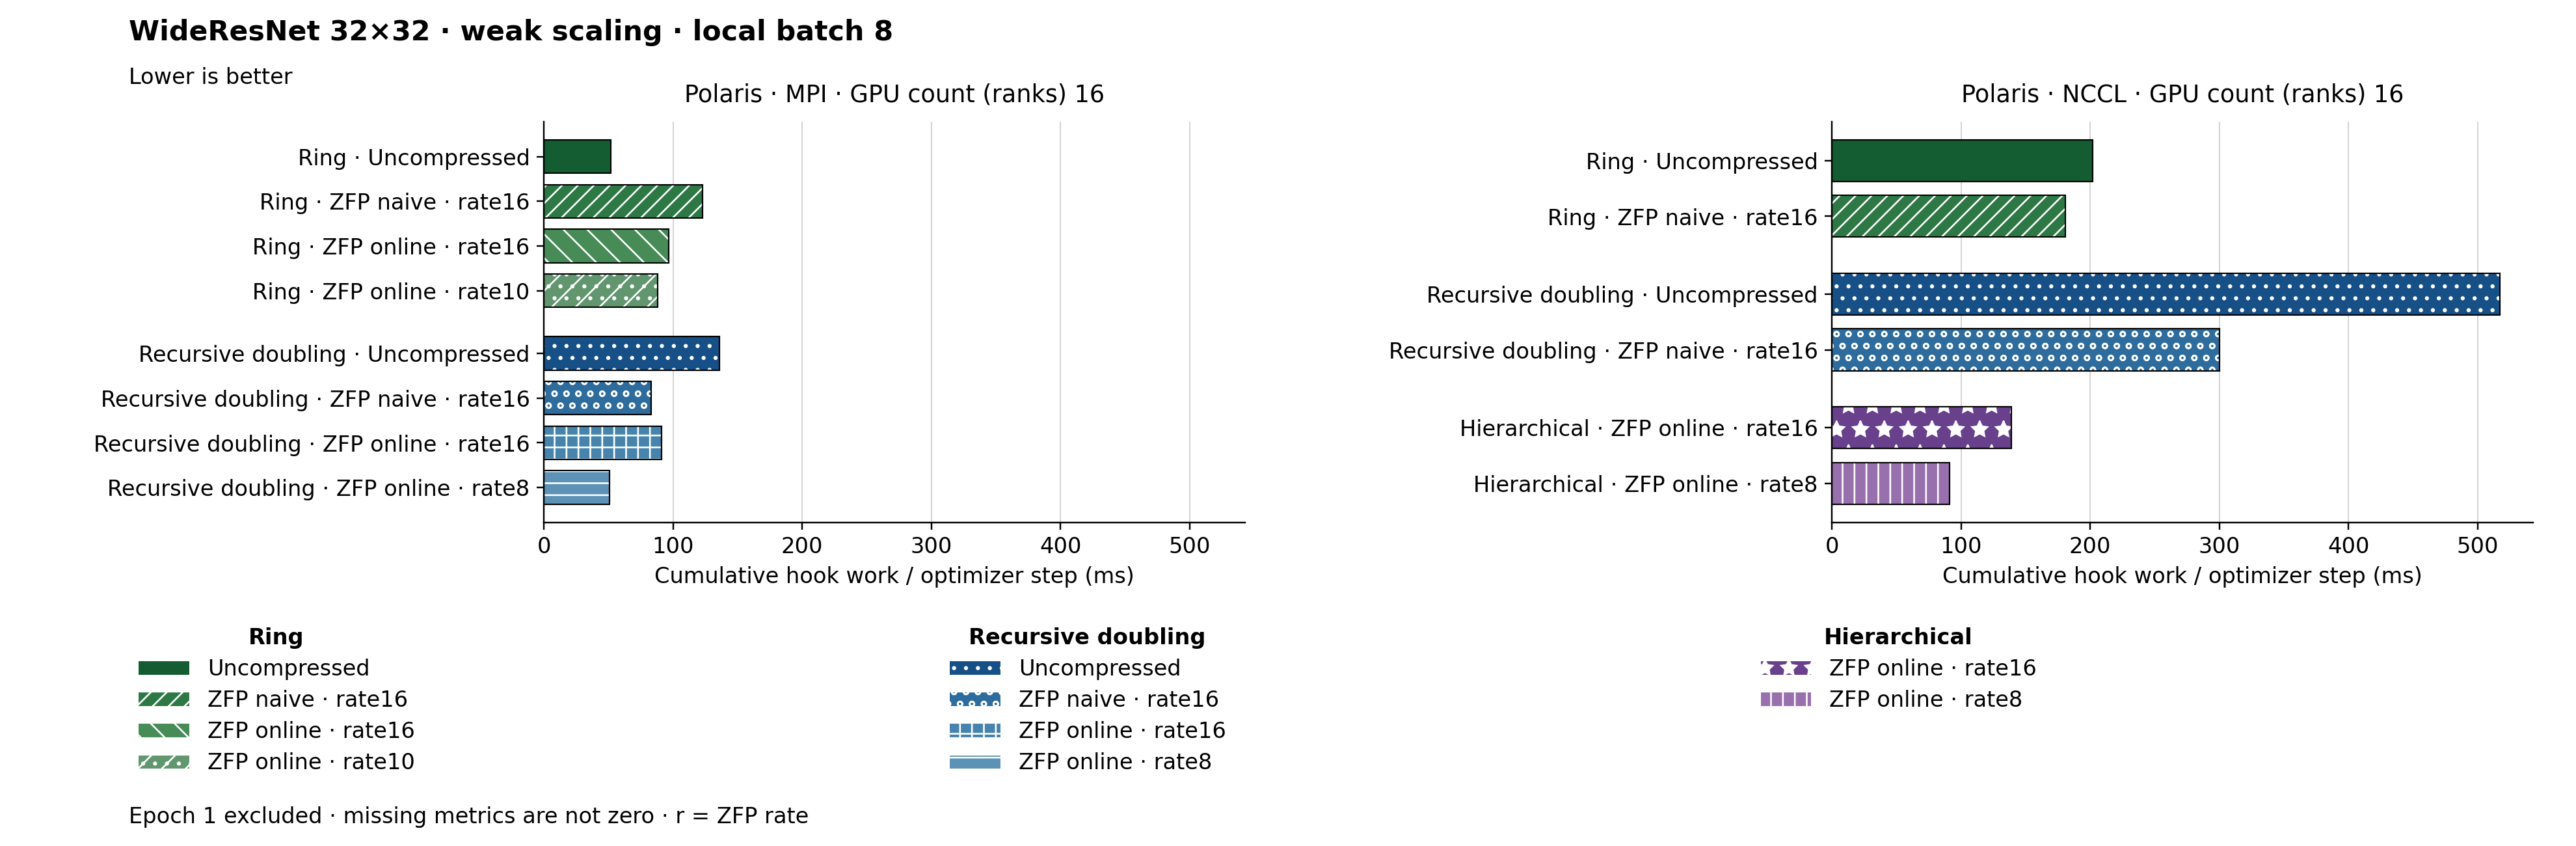 WideResNet 32×32 · weak scaling · local batch 8
Lower is better
Polaris · MPI · GPU count (ranks) 16
Ring · Uncompressed
Ring · ZFP naive · rate16
Ring · ZFP online · rate16
Ring · ZFP online · rate10
Recursive doubling · Uncompressed
Recursive doubling · ZFP naive · rate16
Recursive doubling · ZFP online · rate16
Recursive doubling · ZFP online · rate8
0 100 200 300 400 500
Cumulative hook work / optimizer step (ms)
Polaris · NCCL · GPU count (ranks) 16
Ring · Uncompressed
Ring · ZFP naive · rate16
Recursive doubling · Uncompressed
Recursive doubling · ZFP naive · rate16
Hierarchical · ZFP online · rate16
Hierarchical · ZFP online · rate8
0 100 200 300 400 500
Cumulative hook work / optimizer step (ms)
Ring
Uncompressed
ZFP naive · rate16
ZFP online · rate16
ZFP online · rate10
Recursive doubling
Uncompressed
ZFP naive · rate16
ZFP online · rate16
ZFP online · rate8
Hierarchical
ZFP online · rate16
ZFP online · rate8
Epoch 1 excluded · missing metrics are not zero · r = ZFP rate